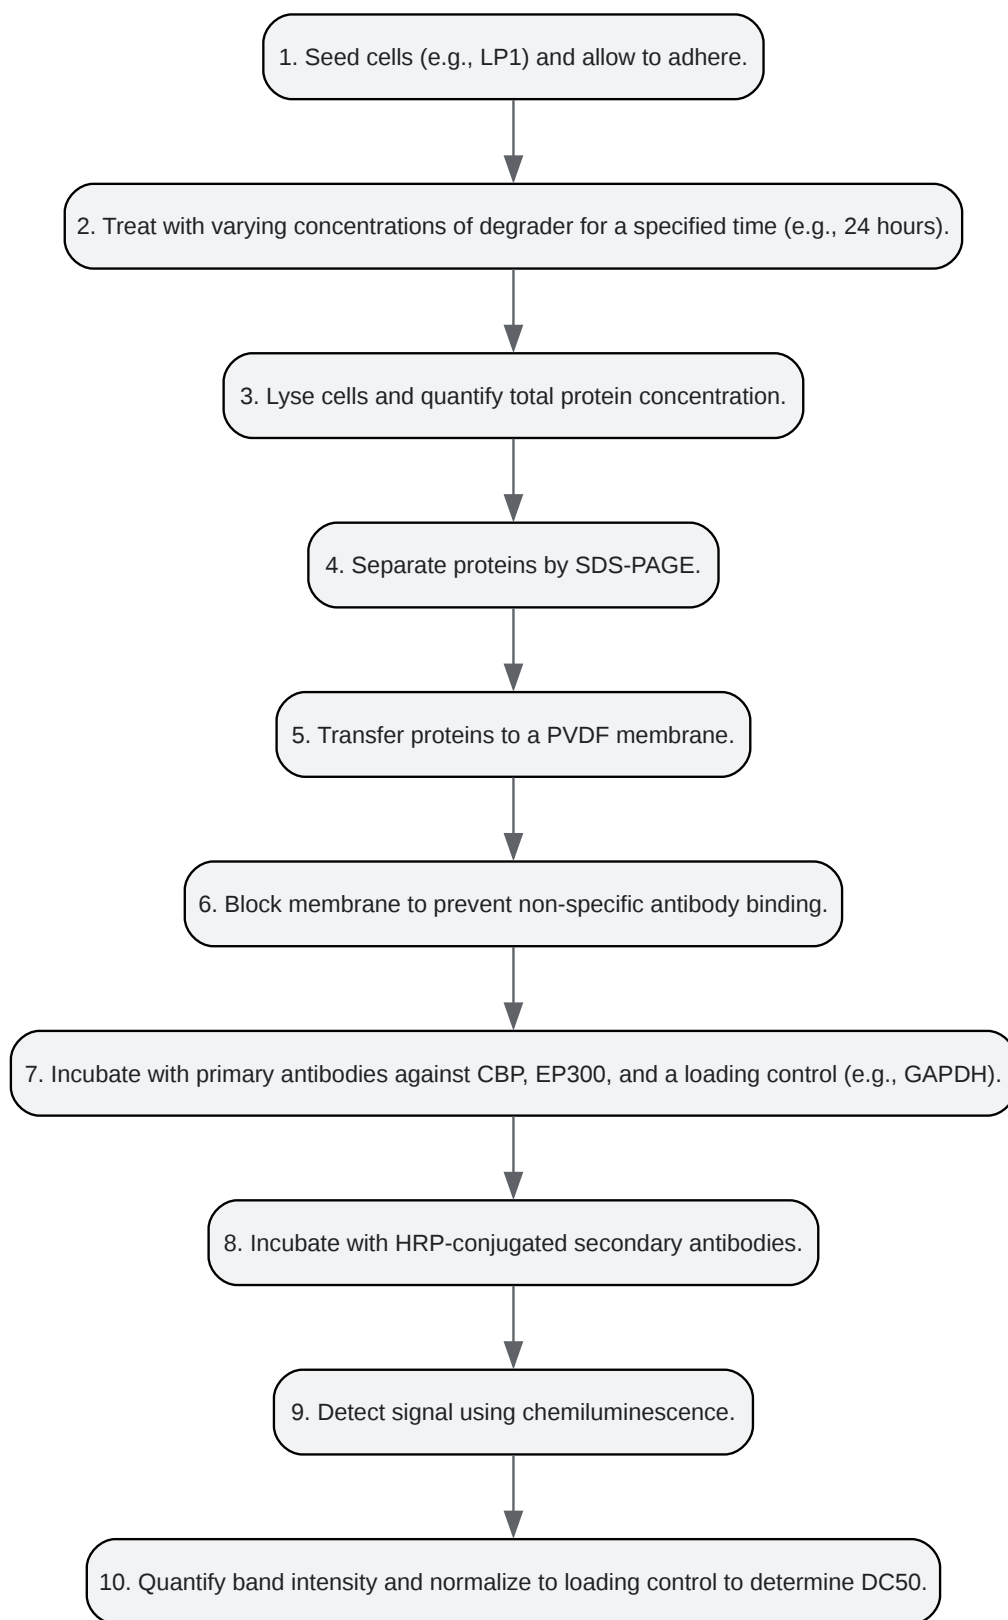 1. Seed cells (e.g., LP1) and allow to adhere.
2. Treat with varying concentrations of degrader for a specified time (e.g., 24 hours).
3. Lyse cells and quantify total protein concentration.
4. Separate proteins by SDS-PAGE.
5. Transfer proteins to a PVDF membrane.
6. Block membrane to prevent non-specific antibody binding.
7. Incubate with primary antibodies against CBP, EP300, and a loading control (e.g., GAPDH).
8. Incubate with HRP-conjugated secondary antibodies.
9. Detect signal using chemiluminescence.
10. Quantify band intensity and normalize to loading control to determine DC50.